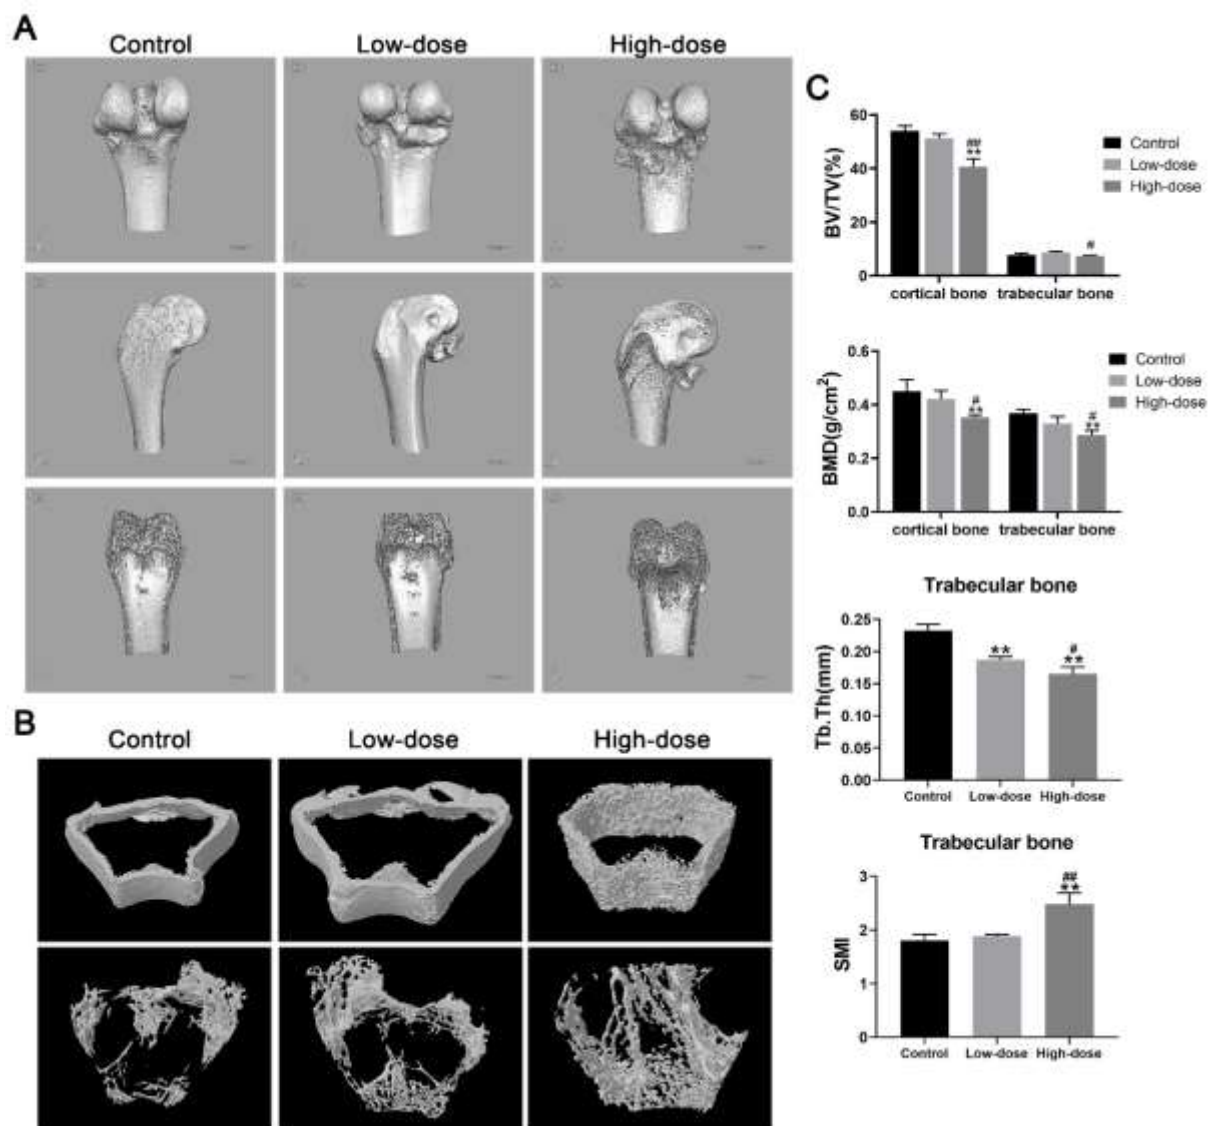 A
Control Low-dose High-dose
B
Control Low-dose High-dose
C
BV/TV(%)
60
40
20
0
##
**
#
cortical bone trabecular bone
Control
Low-dose
High-dose
BMD(g/cm²)
0.6
0.4
0.2
0.0
#
**
#
**
cortical bone trabecular bone
Control
Low-dose
High-dose
Trabecular bone
Tb.Th(mm)
0.25
0.20
0.15
0.10
0.05
0.00
**
#
**
Control Low-dose High-dose
Trabecular bone
SMI
3
2
1
0
##
**
Control Low-dose High-dose